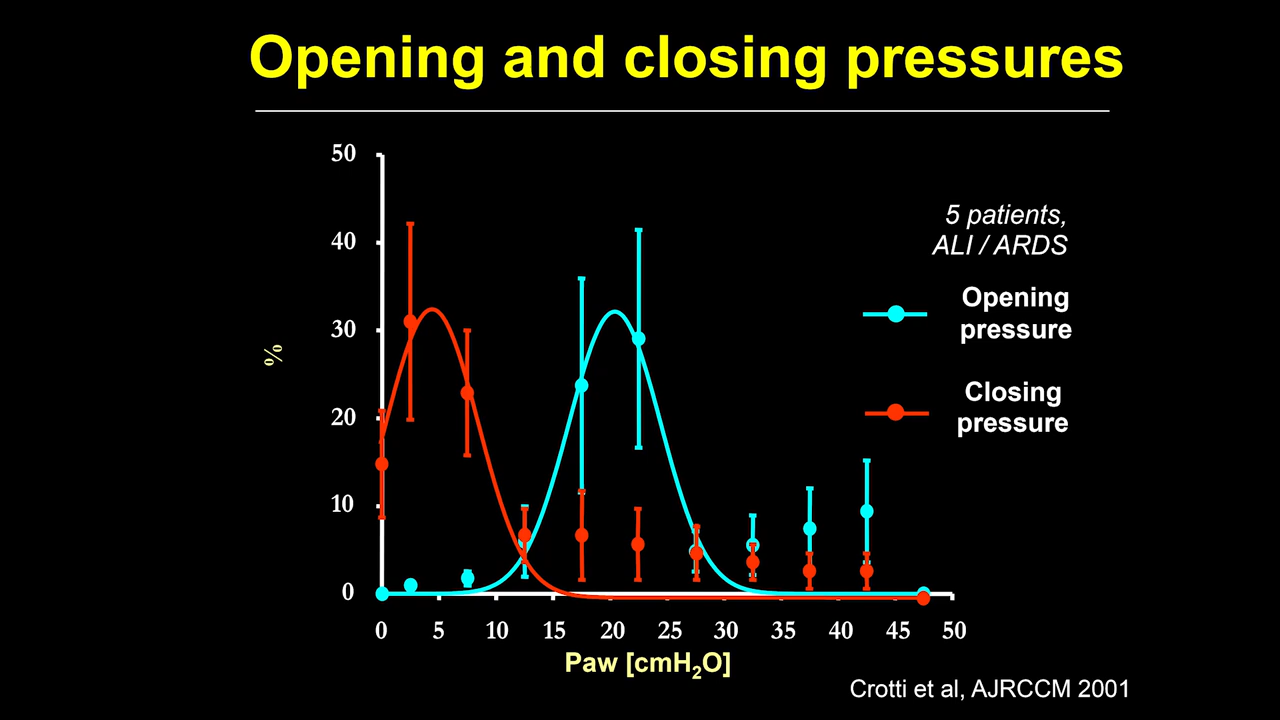 Opening and closing pressures
50
40
30
20
10
0
%
0 5 10 15 20 25 30 35 40 45 50
Paw [cmH₂O]
5 patients,
ALI / ARDS
Opening
pressure
Closing
pressure
Crotti et al, AJRCCM 2001